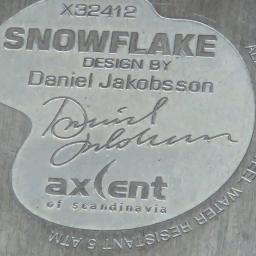 X32412
SNOWFLAKE
DESIGN BY
Daniel Jakobsson
Daniel Jakobsson
axcent
of scandinavia
WATER RESISTANT 5 ATM